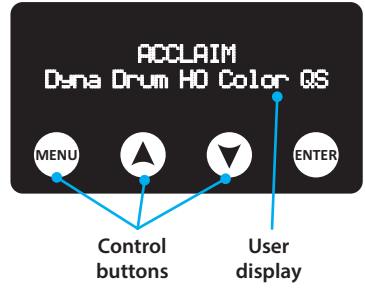 ACCLAIM
Dyna Drum HO Color QS
MENU
ENTER
Control
buttons
User
display